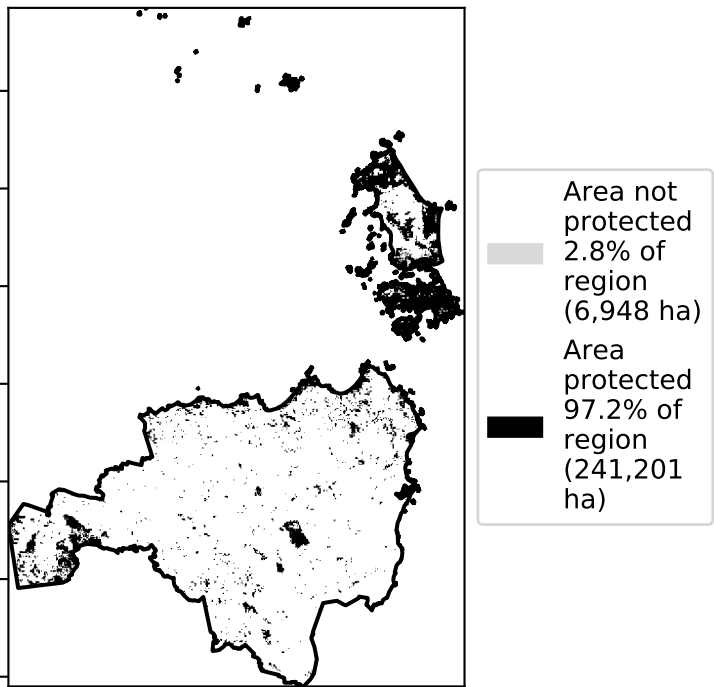 Area not
protected
2.8% of
region
(6,948 ha)
Area
protected
97.2% of
region
(241,201
ha)